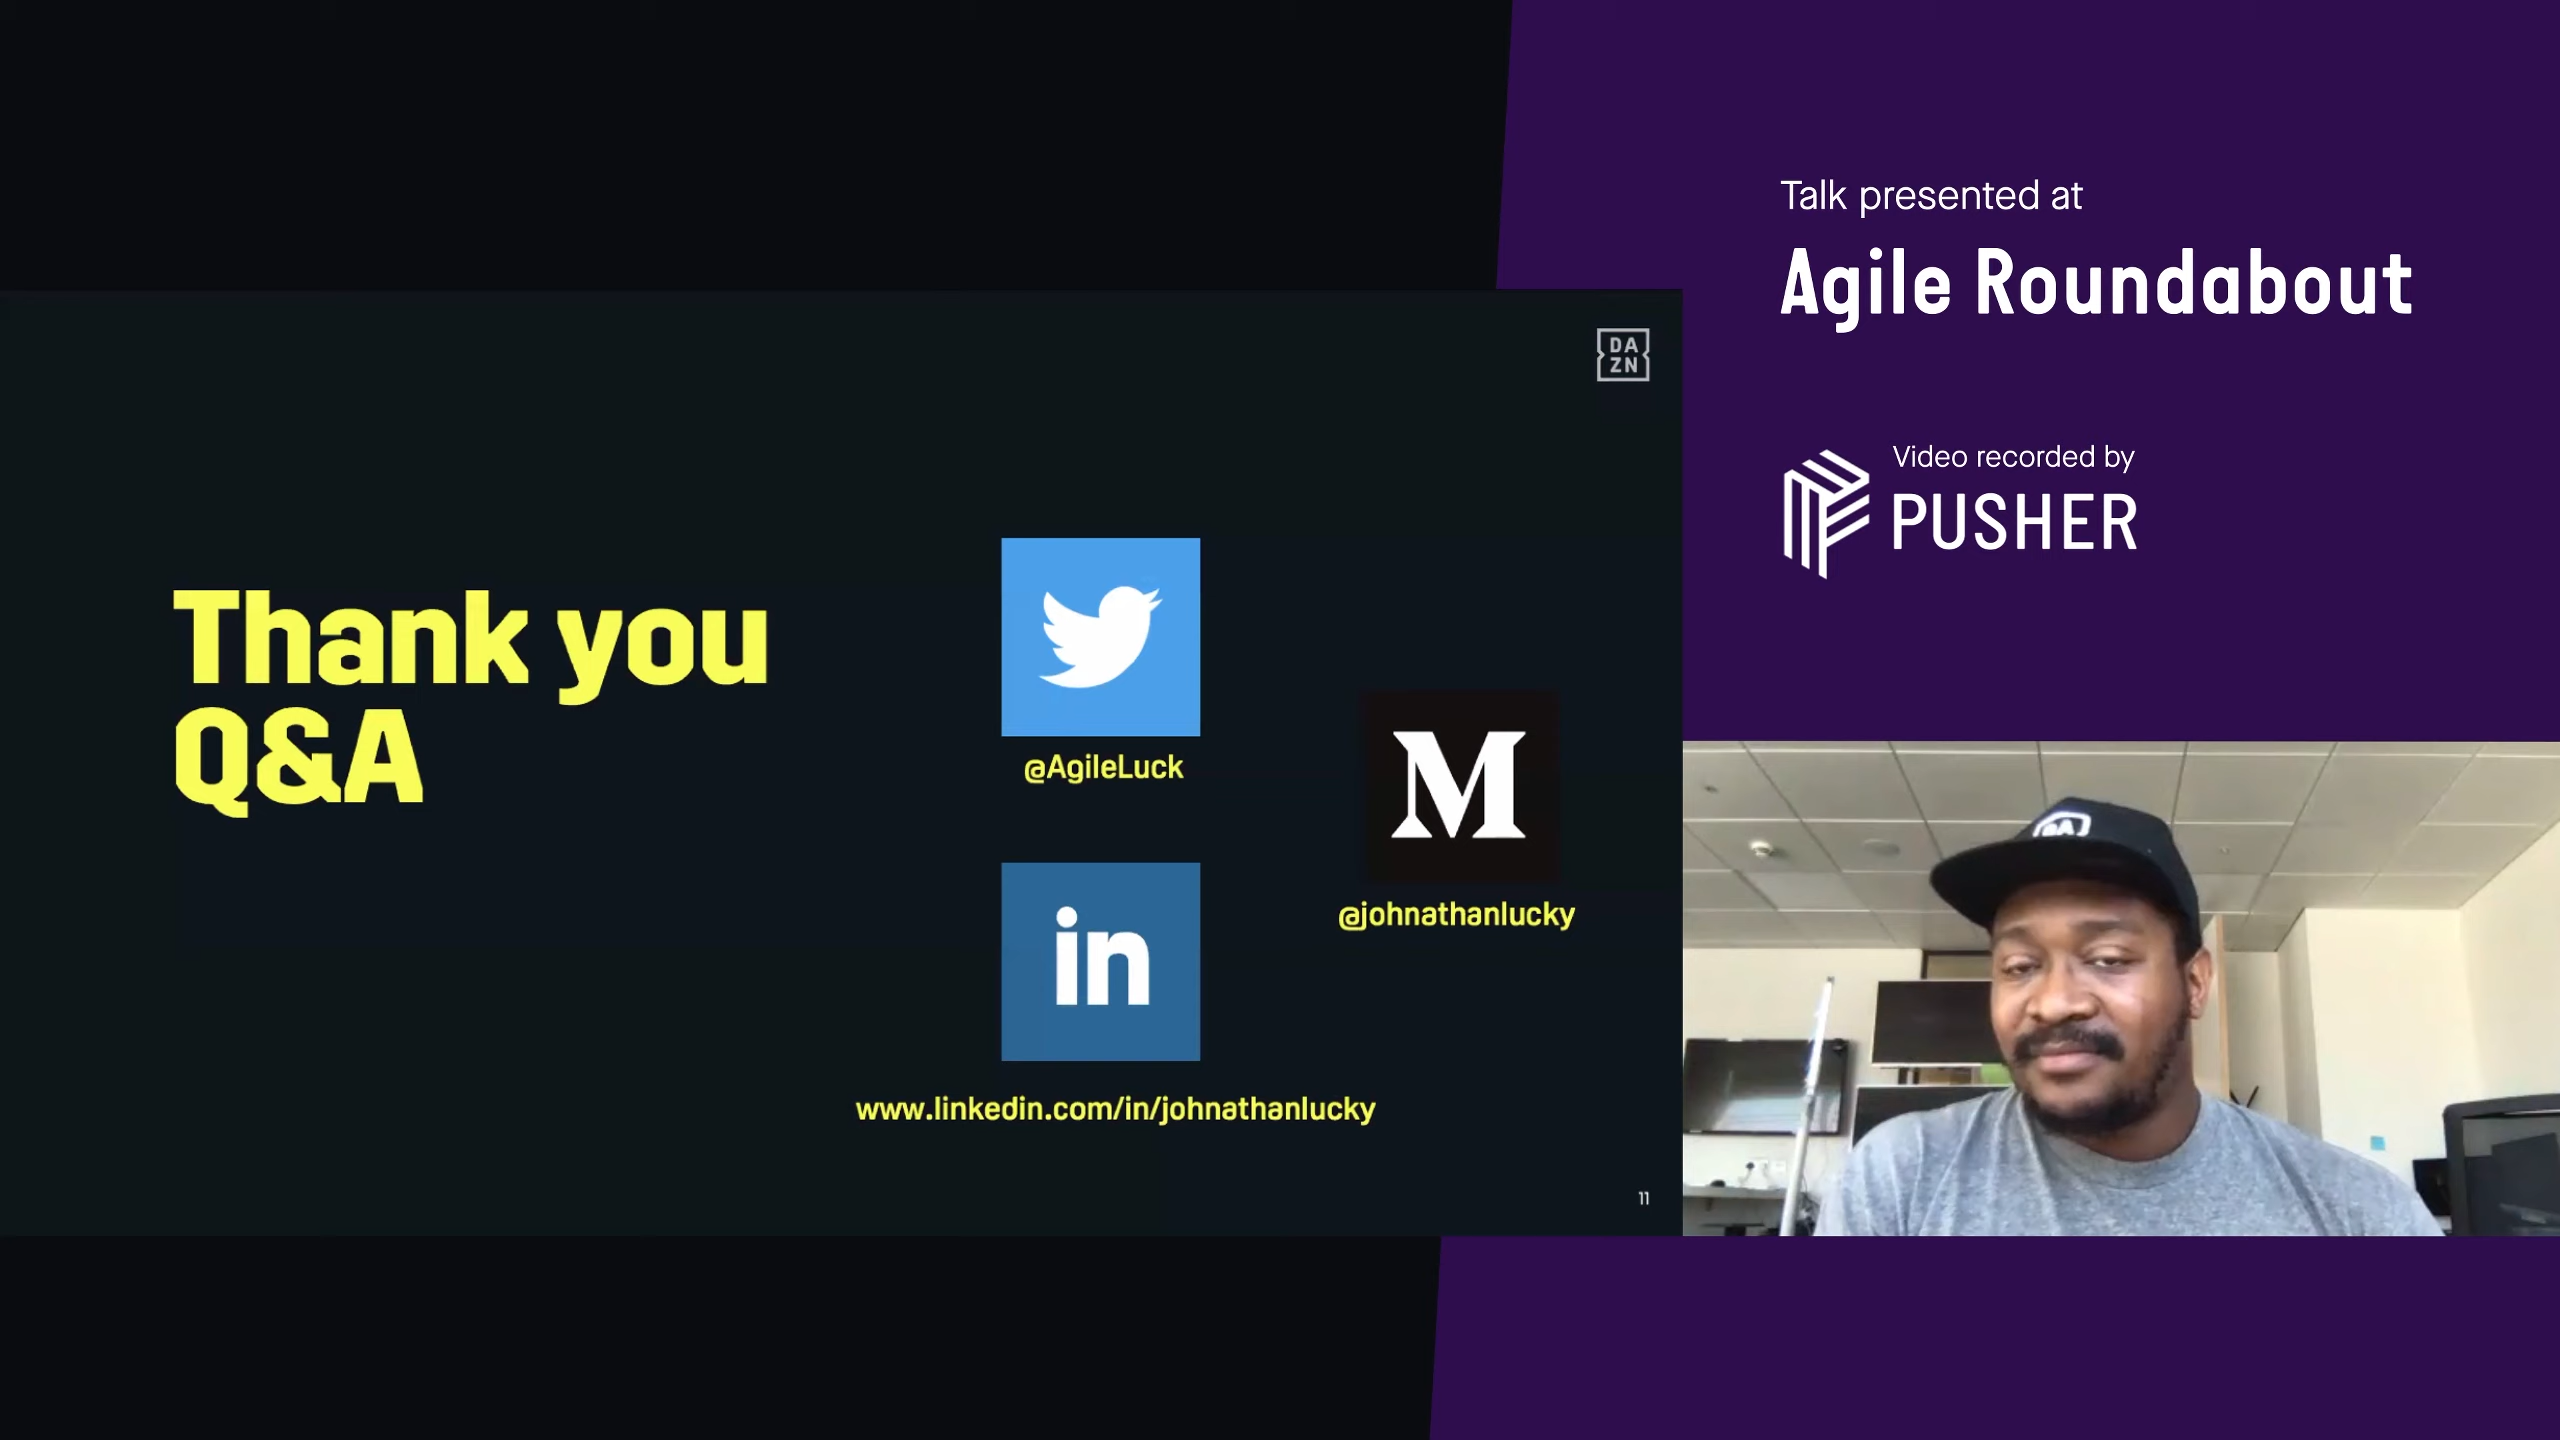 Talk presented at
Agile Roundabout
Video recorded by
PUSHER
DA
ZN
Thank you
Q&A
@AgileLuck
M
@johnathanlucky
in
www.linkedin.com/in/johnathanlucky
11
DA